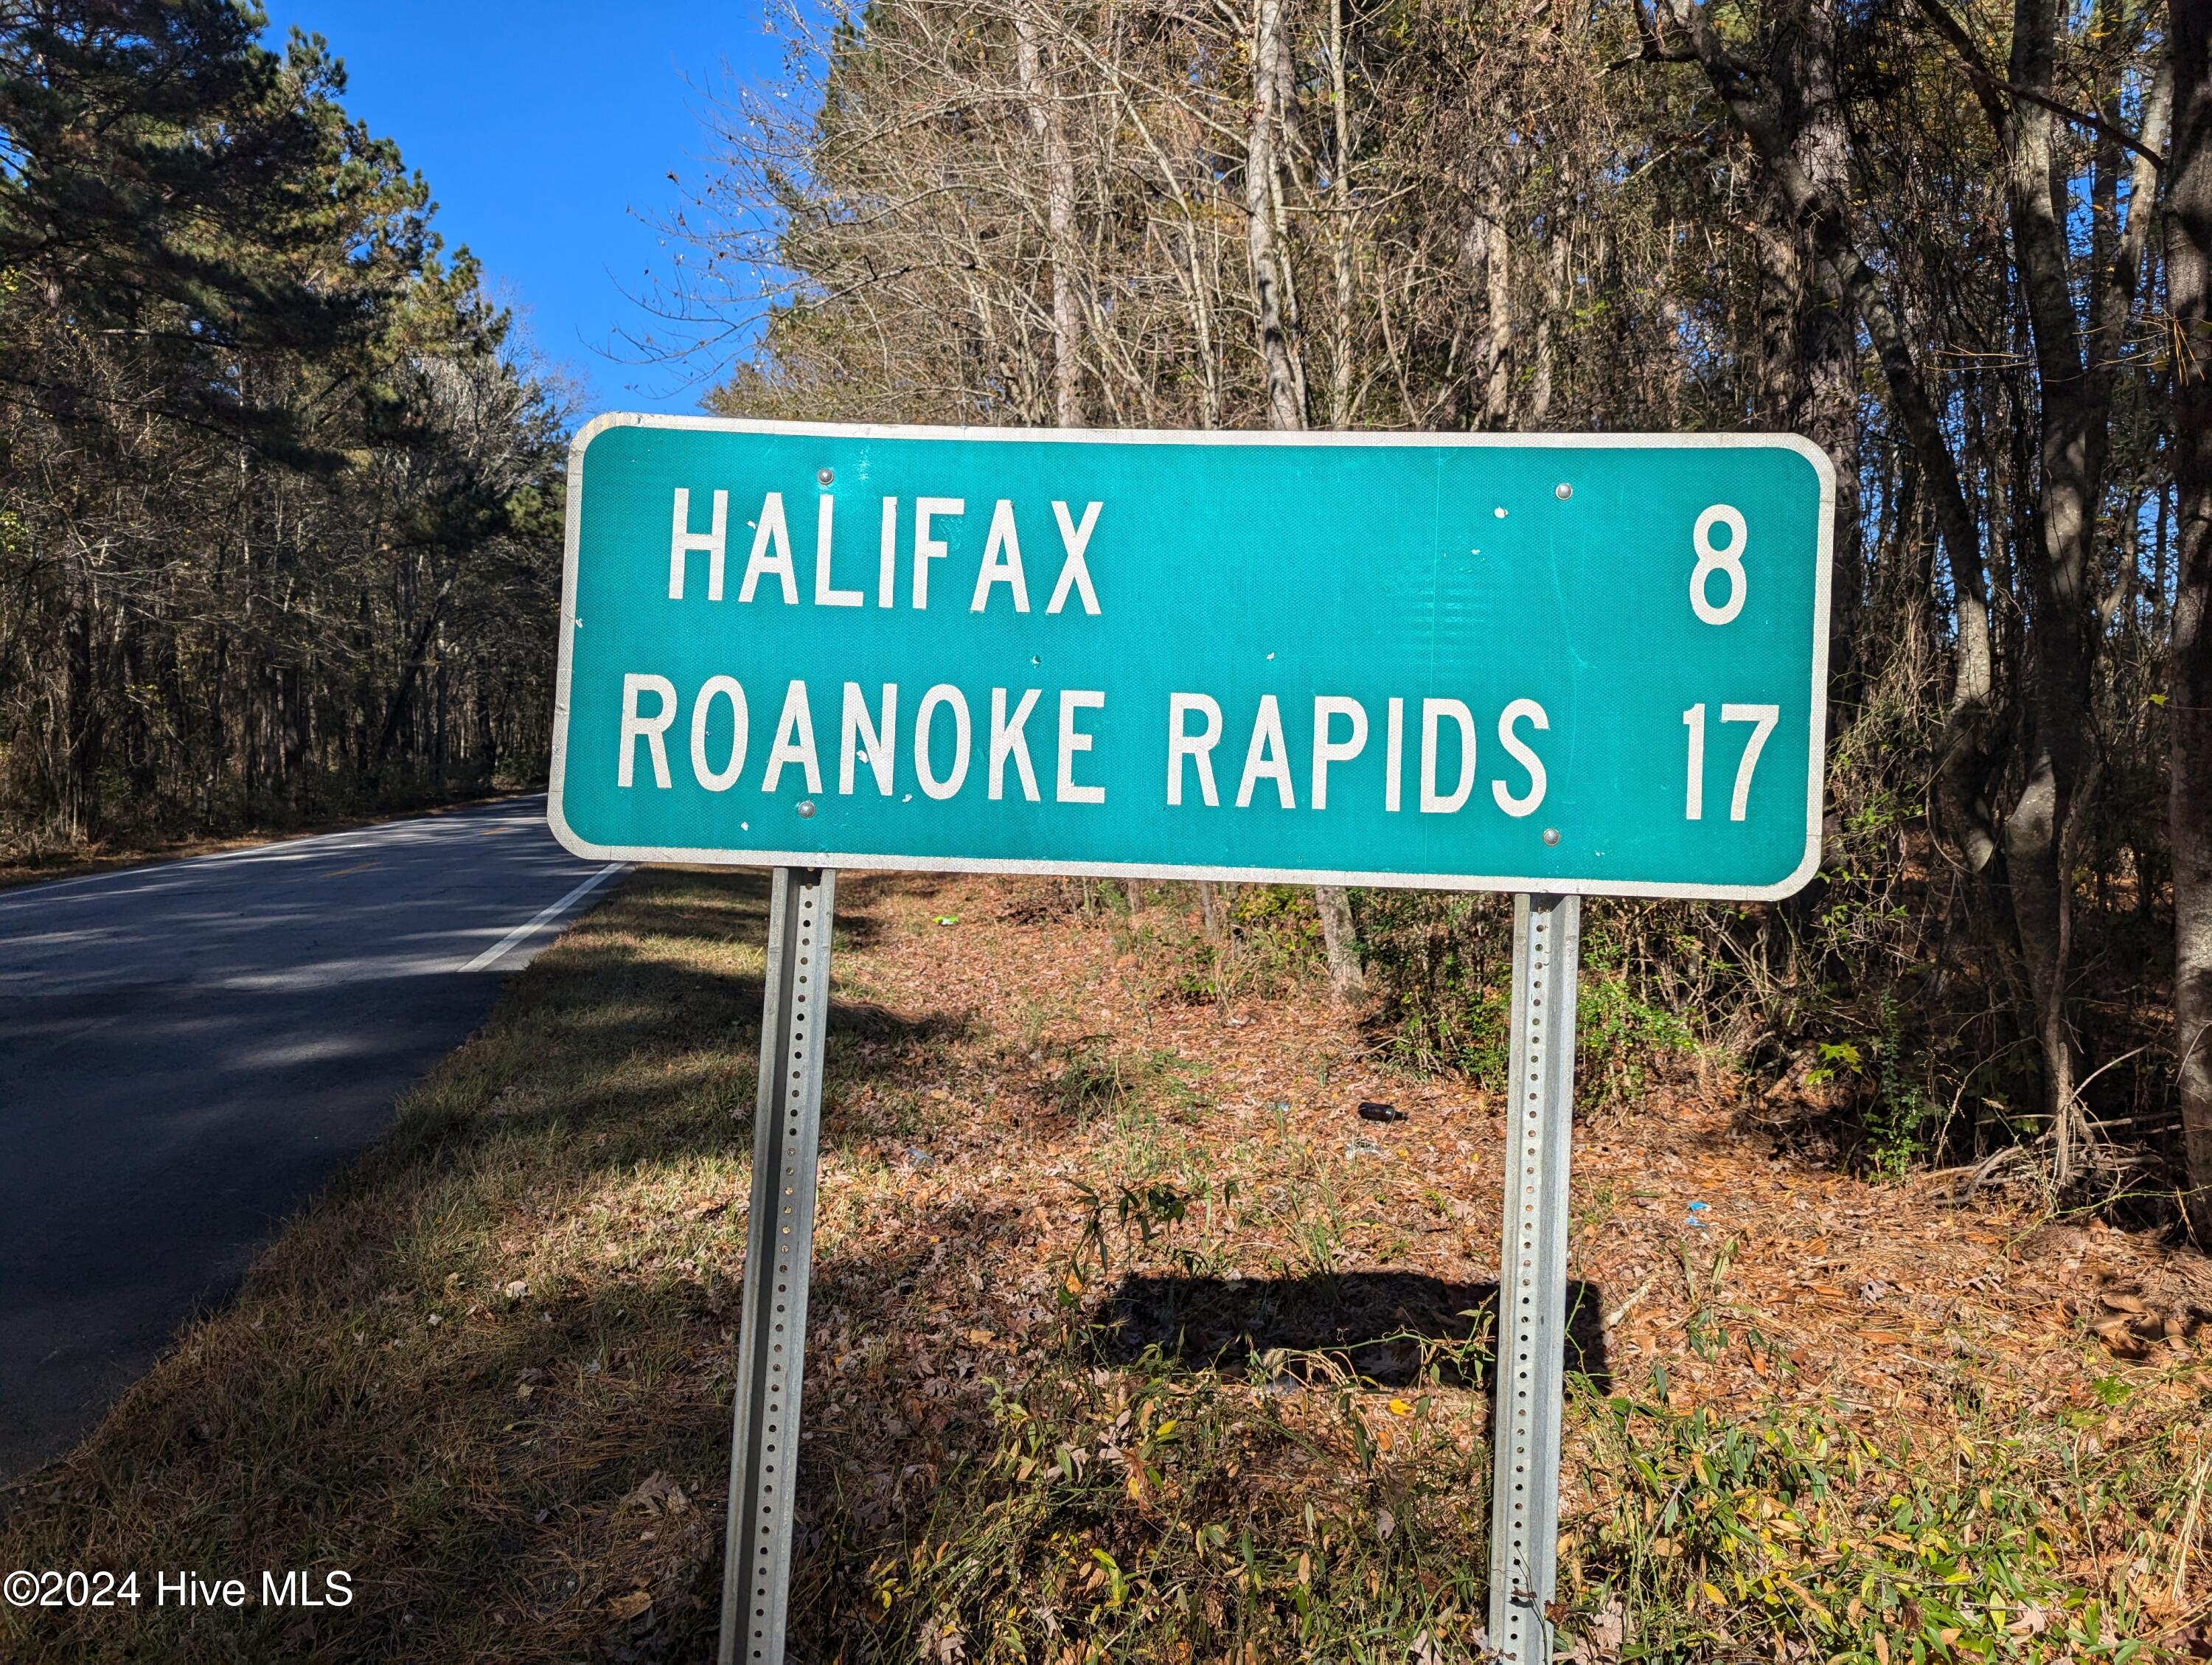 HALIFAX 8
ROANOKE RAPIDS 17
©2024 Hive MLS